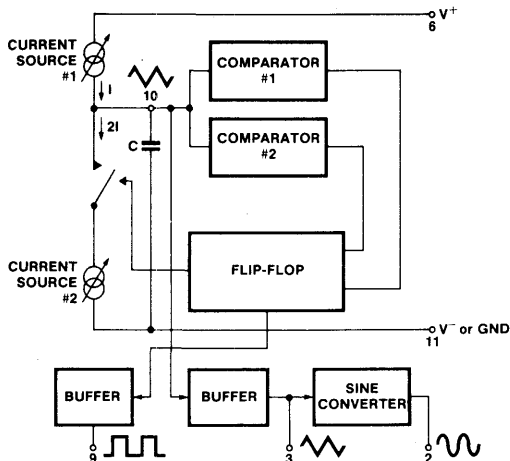 V+
6
CURRENT
SOURCE
#1
I
10
2I
C
COMPARATOR
#1
COMPARATOR
#2
FLIP-FLOP
CURRENT
SOURCE
#2
V- or GND
11
BUFFER
BUFFER
SINE
CONVERTER
9
3
2